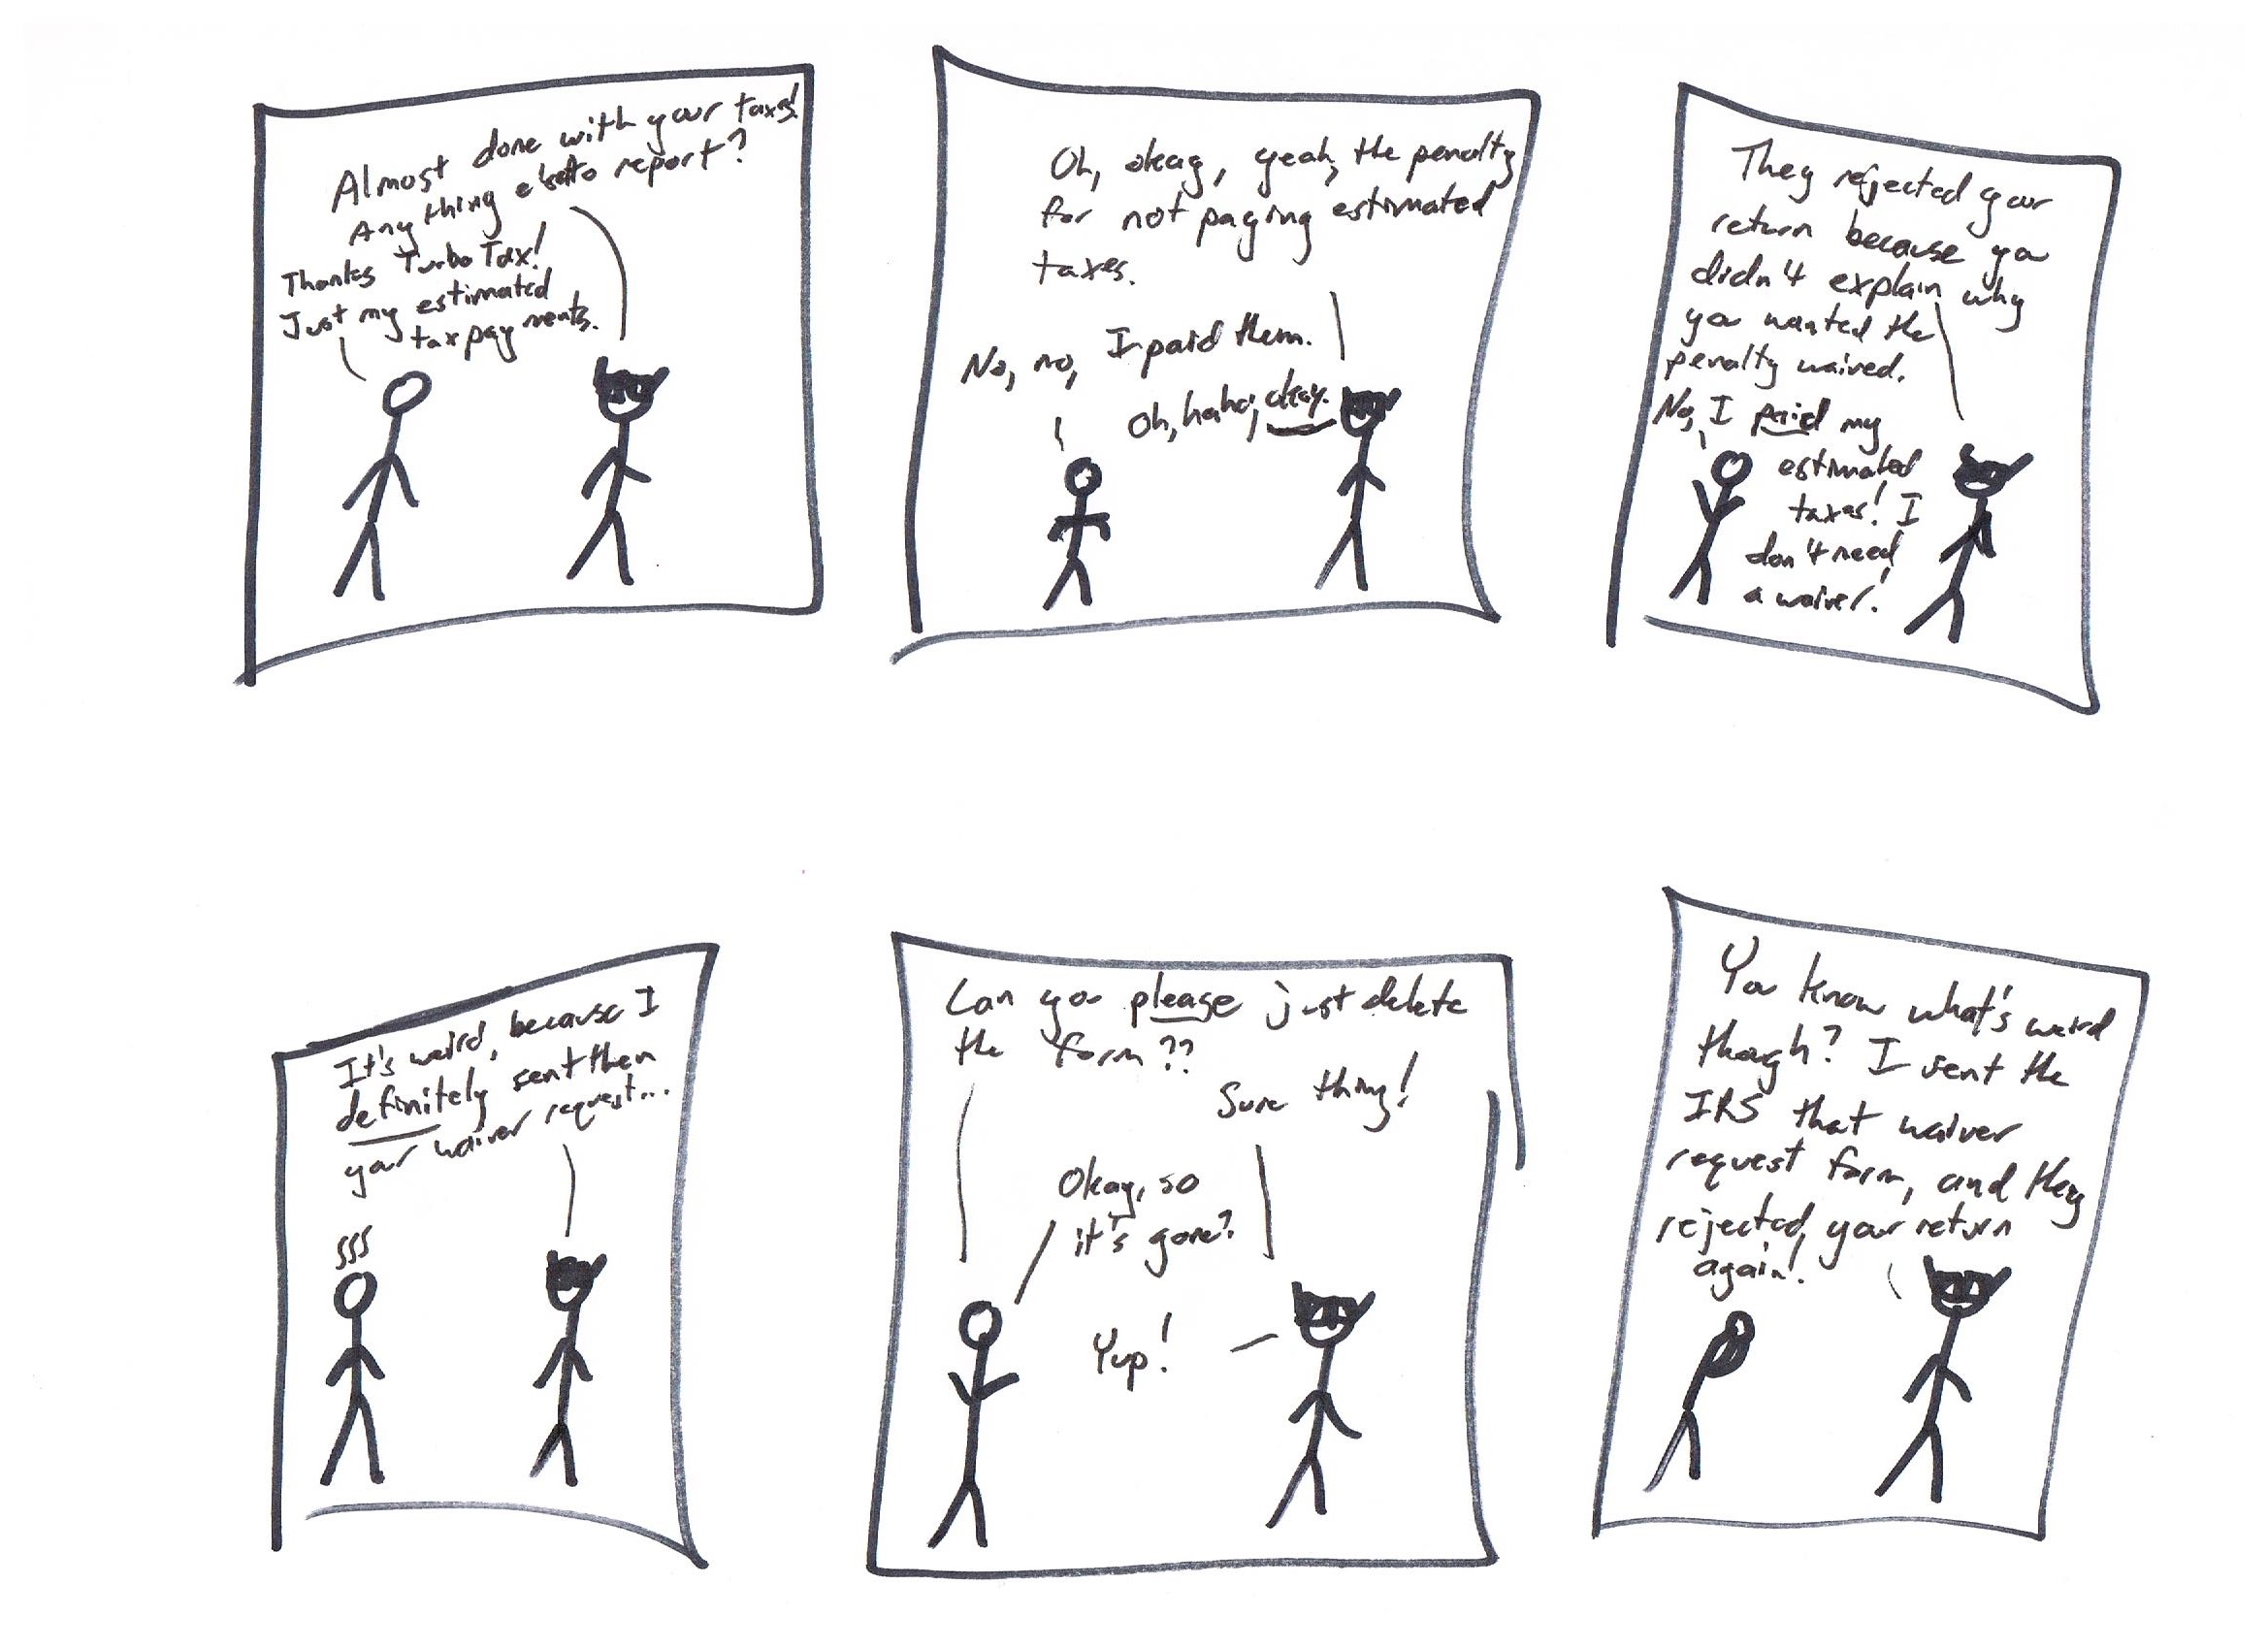 Almost done with your taxes!
Anything else to report?
Thanks TurboTax!
Just my estimated
tax payments.
Oh, okay, yeah, the penalty
for not paying estimated
taxes.
No, no, I paid them.
Oh, haha, okay.
They rejected your
return because you
didn't explain why
you wanted the
penalty waived.
No, I paid my
estimated
taxes! I
don't need
a waiver!
It's weird, because I
definitely sent them
your waiver request...
sss
Can you please just delete
the form??
Sure thing!
Okay, so
it's gone?
Yup!
You know what's weird
though? I sent the
IRS that waiver
request form, and they
rejected your return
again!